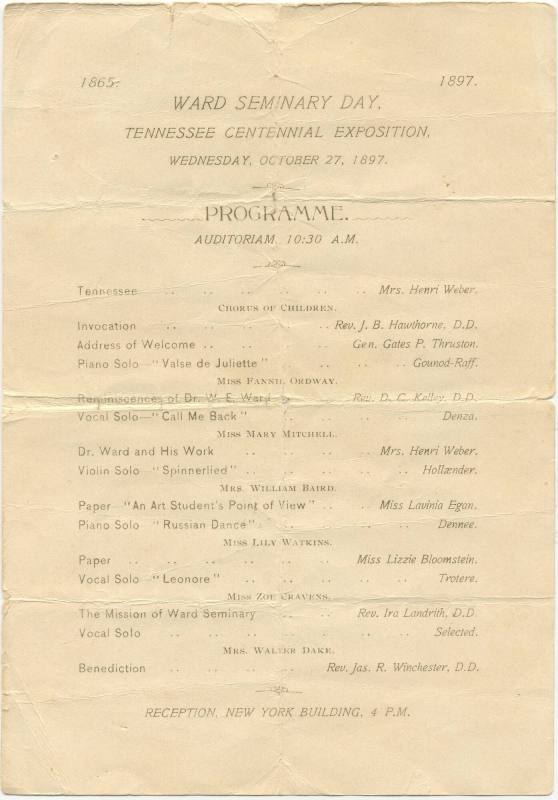 1865.
1897.
WARD SEMINARY DAY,
TENNESSEE CENTENNIAL EXPOSITION,
WEDNESDAY, OCTOBER 27, 1897.
PROGRAMME.
AUDITORIAM, 10:30 A.M.
Tennessee .. .. .. .. .. .. Mrs. Henri Weber.
CHORUS OF CHILDREN.
Invocation .. .. .. .. .. Rev. J. B. Hawthorne, D.D.
Address of Welcome .. .. .. .. Gen. Gates P. Thruston.
Piano Solo—"Valse de Juliette" .. .. .. Gounod-Raff.
MISS FANNIE ORDWAY.
Reminiscences of Dr. W. E. Ward .. .. Rev. D. C. Kelley, D.D.
Vocal Solo—"Call Me Back" .. .. .. .. Denza.
MISS MARY MITCHELL.
Dr. Ward and His Work .. .. .. .. Mrs. Henri Weber.
Violin Solo—"Spinnerlied" .. .. .. .. .. Hollænder.
MRS. WILLIAM BAIRD.
Paper—"An Art Student's Point of View" .. .. Miss Lavinia Egan.
Piano Solo—"Russian Dance" .. .. .. .. Dennee.
MISS LILY WATKINS.
Paper .. .. .. .. .. .. Miss Lizzie Bloomstein.
Vocal Solo—"Leonore" .. .. .. .. .. Trotere.
MISS ZOE CRAVENS.
The Mission of Ward Seminary .. .. .. Rev. Ira Landrith, D.D.
Vocal Solo .. .. .. .. .. .. .. Selected.
MRS. WALTER DAKE.
Benediction .. .. .. .. Rev. Jas. R. Winchester, D.D.
RECEPTION, NEW YORK BUILDING, 4 P.M.